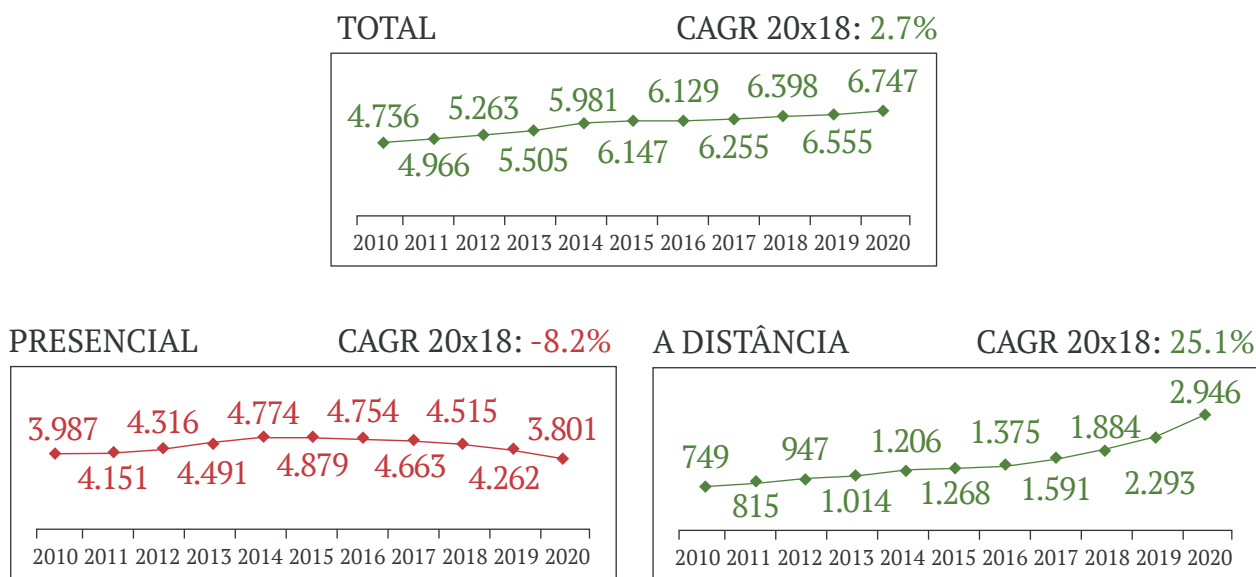 TOTAL CAGR 20x18: 2.7%
4.736 5.263 5.981 6.129 6.398 6.747
4.966 5.505 6.147 6.255 6.555
2010 2011 2012 2013 2014 2015 2016 2017 2018 2019 2020
PRESENCIAL CAGR 20x18: -8.2%
3.987 4.316 4.774 4.754 4.515 3.801
4.151 4.491 4.879 4.663 4.262
2010 2011 2012 2013 2014 2015 2016 2017 2018 2019 2020
A DISTÂNCIA CAGR 20x18: 25.1%
749 947 1.206 1.375 1.884 2.946
815 1.014 1.268 1.591 2.293
2010 2011 2012 2013 2014 2015 2016 2017 2018 2019 2020